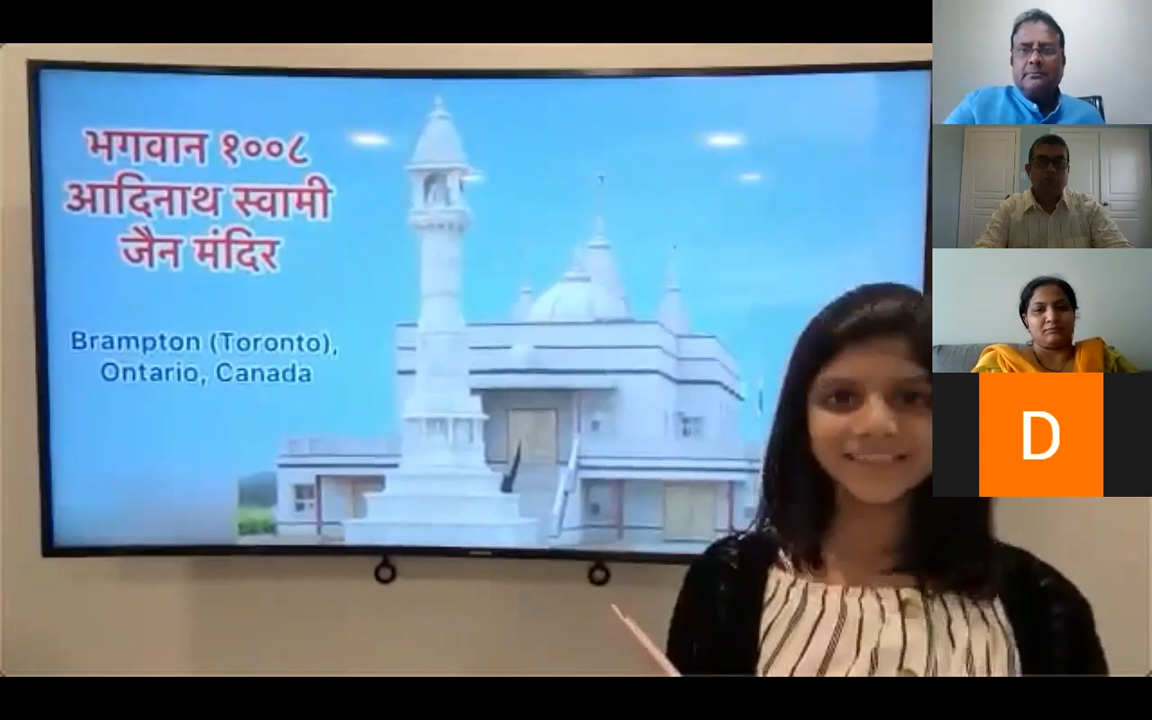 भगवान १००८
आदिनाथ स्वामी
जैन मंदिर
Brampton (Toronto),
Ontario, Canada
D